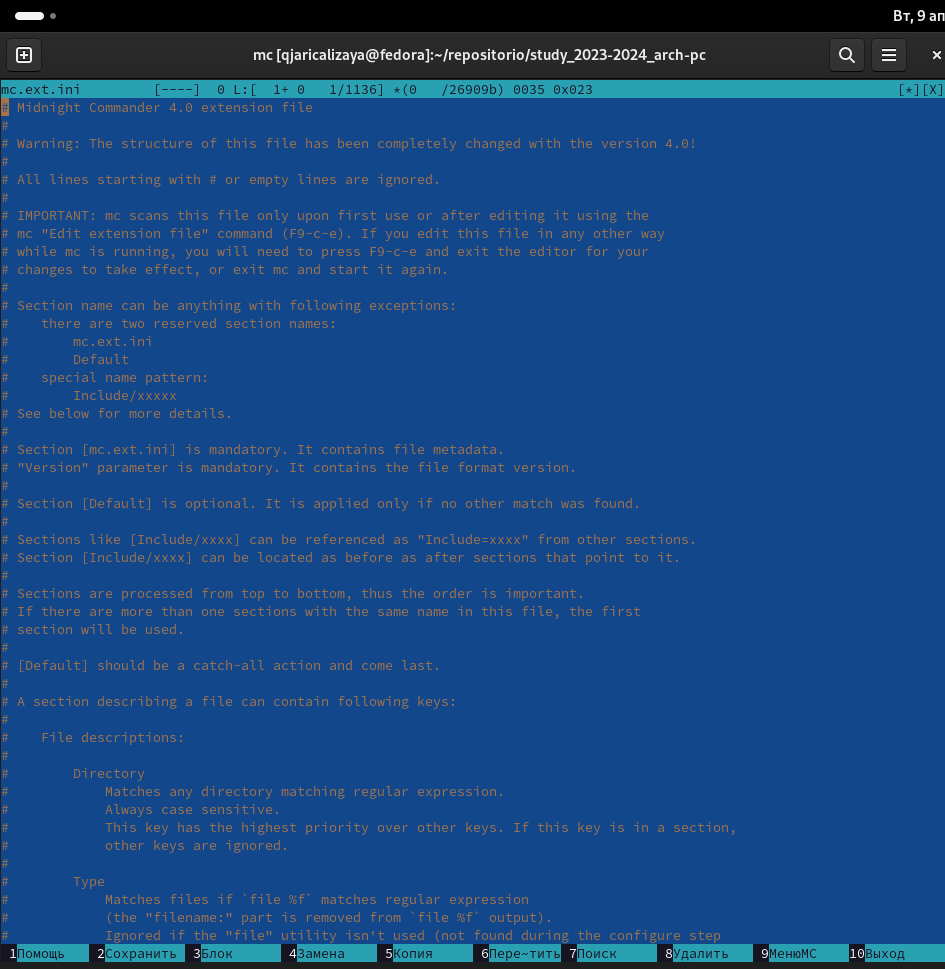 Вт, 9 ап
mc [qjaricalizaya@fedora]:~/repositorio/study_2023-2024_arch-pc
mc.ext.ini         [----]  0 L:[  1+ 0   1/1136] *(0   /26909b) 0035 0x023                                      [*][X]
# Midnight Commander 4.0 extension file
#
# Warning: The structure of this file has been completely changed with the version 4.0!
#
# All lines starting with # or empty lines are ignored.
#
# IMPORTANT: mc scans this file only upon first use or after editing it using the
# mc "Edit extension file" command (F9-c-e). If you edit this file in any other way
# while mc is running, you will need to press F9-c-e and exit the editor for your
# changes to take effect, or exit mc and start it again.
#
# Section name can be anything with following exceptions:
#    there are two reserved section names:
#        mc.ext.ini
#        Default
#    special name pattern:
#        Include/xxxxx
# See below for more details.
#
# Section [mc.ext.ini] is mandatory. It contains file metadata.
# "Version" parameter is mandatory. It contains the file format version.
#
# Section [Default] is optional. It is applied only if no other match was found.
#
# Sections like [Include/xxxx] can be referenced as "Include=xxxx" from other sections.
# Section [Include/xxxx] can be located as before as after sections that point to it.
#
# Sections are processed from top to bottom, thus the order is important.
# If there are more than one sections with the same name in this file, the first
# section will be used.
#
# [Default] should be a catch-all action and come last.
#
# A section describing a file can contain following keys:
#
#    File descriptions:
#
#        Directory
#            Matches any directory matching regular expression.
#            Always case sensitive.
#            This key has the highest priority over other keys. If this key is in a section,
#            other keys are ignored.
#
#        Type
#            Matches files if `file %f` matches regular expression
#            (the "filename:" part is removed from `file %f` output).
#            Ignored if the "file" utility isn't used (not found during the configure step
1Помощь 2Сохранить 3Блок 4Замена 5Копия 6Пере~тить 7Поиск 8Удалить 9МенюMC 10Выход